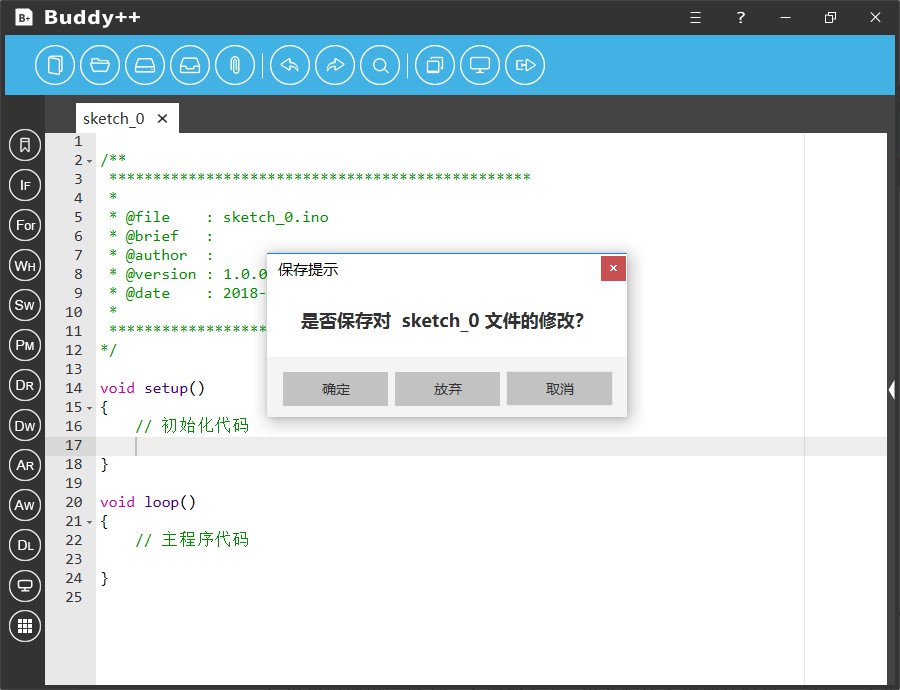 B+ Buddy++
?
sketch_0
1
2 /**
3 ************************************************
4 *
5 * @file    : sketch_0.ino
6 * @brief   :
7 * @author  :
8 * @version : 1.0.0
9 * @date    : 2018-
10 *
11 ******************
12 */
13
14 void setup()
15 {
16 // 初始化代码
17
18 }
19
20 void loop()
21 {
22 // 主程序代码
23
24 }
25
保存提示
是否保存对 sketch_0 文件的修改?
确定 放弃 取消
IF
For
WH
SW
PM
DR
DW
AR
AW
DL